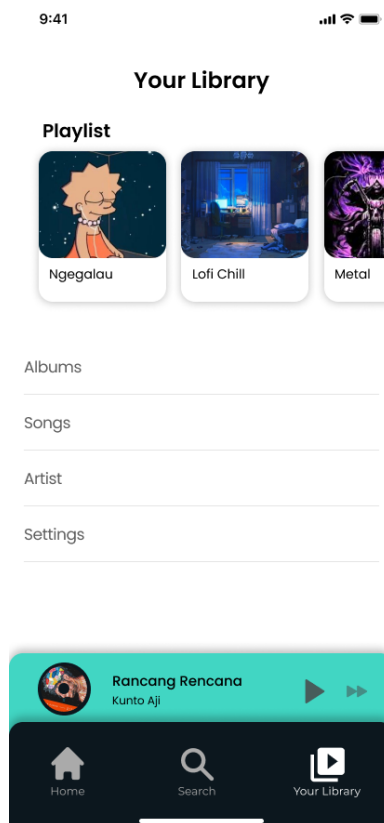 9:41
Your Library
Playlist
Ngegalau
Lofi Chill
Metal
Albums
Songs
Artist
Settings
Rancang Rencana
Kunto Aji
Home
Search
Your Library